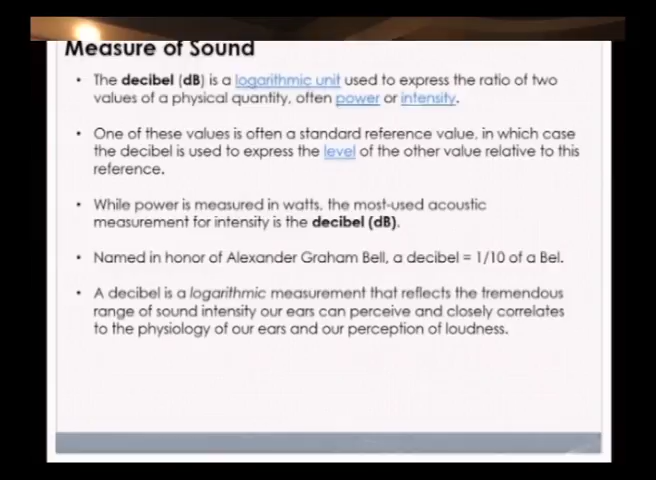 Measure of Sound
• The decibel (dB) is a logarithmic unit used to express the ratio of two
values of a physical quantity, often power or intensity.
• One of these values is often a standard reference value, in which case
the decibel is used to express the level of the other value relative to this
reference.
• While power is measured in watts, the most-used acoustic
measurement for intensity is the decibel (dB).
• Named in honor of Alexander Graham Bell, a decibel = 1/10 of a Bel.
• A decibel is a logarithmic measurement that reflects the tremendous
range of sound intensity our ears can perceive and closely correlates
to the physiology of our ears and our perception of loudness.